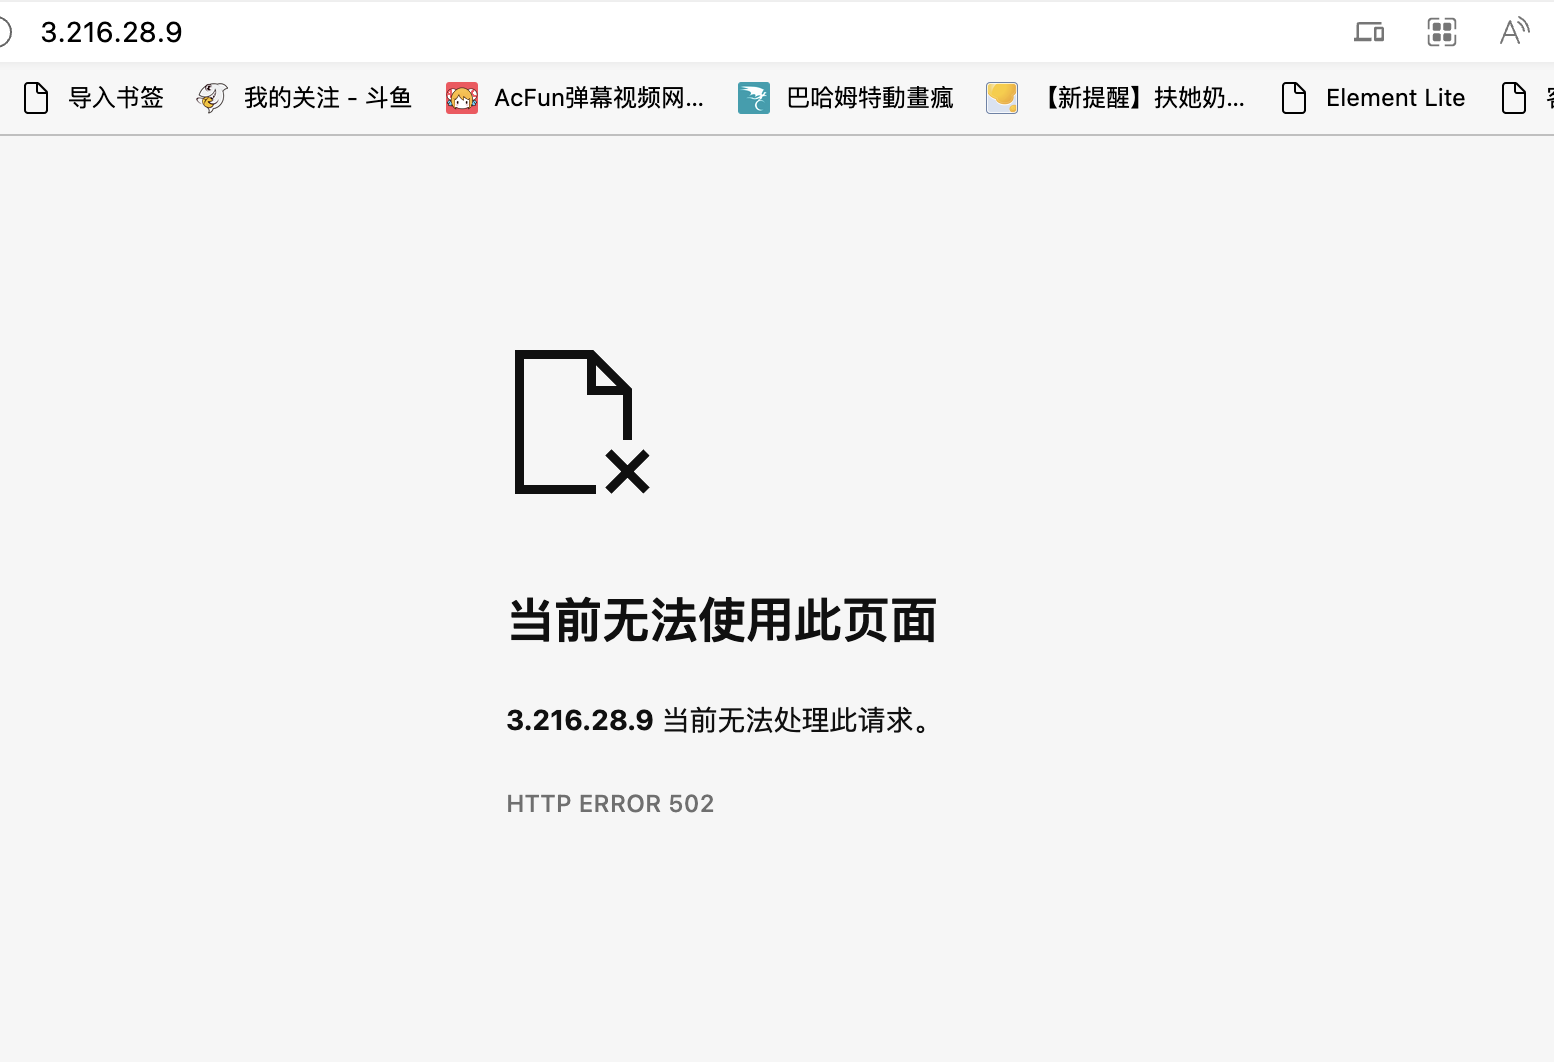 3.216.28.9
导入书签 我的关注 - 斗鱼 AcFun弹幕视频网... 巴哈姆特動畫瘋 【新提醒】扶她奶... Element Lite
当前无法使用此页面
3.216.28.9 当前无法处理此请求。
HTTP ERROR 502